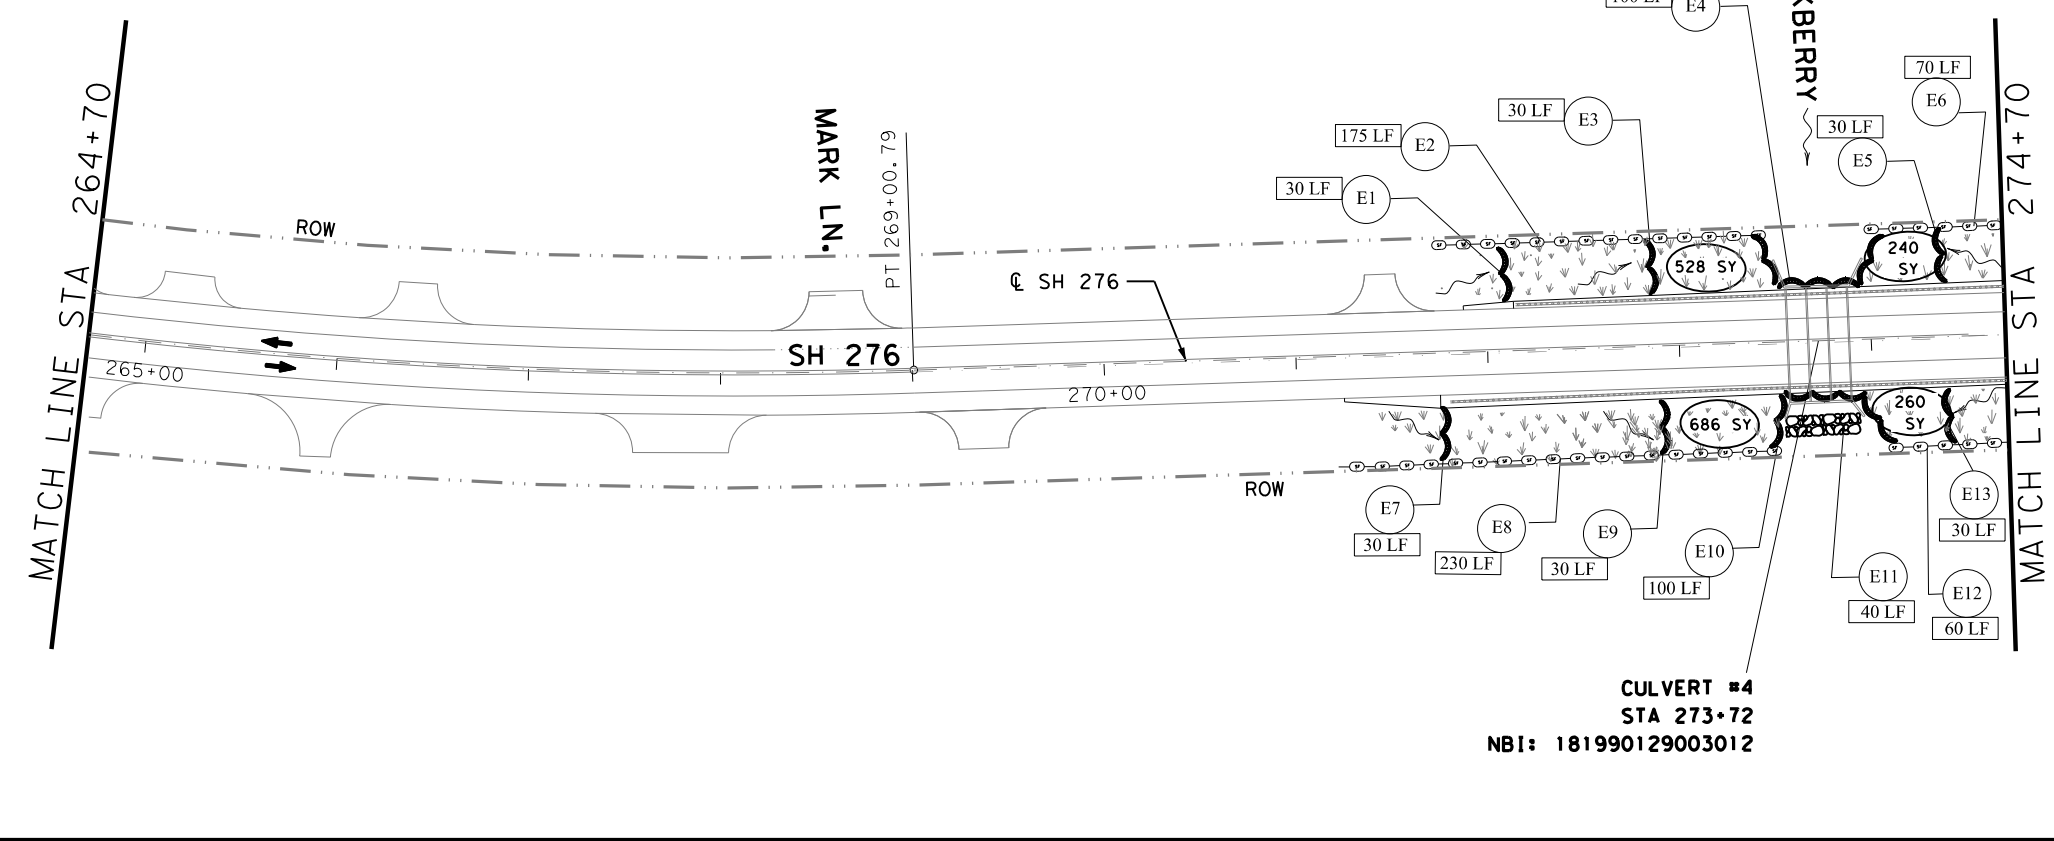 MATCH LINE STA 264+70
ROW
MARK LN.
PT 269+00.79
℄ SH 276
SH 276
265+00
270+00
ROW
E4
30 LF
E1
175 LF
E2
30 LF
E3
30 LF
E5
70 LF
E6
528 SY
240
SY
686 SY
260
SY
E7
30 LF
E8
230 LF
E9
30 LF
E10
100 LF
E11
40 LF
E12
60 LF
E13
30 LF
CULVERT #4
STA 273+72
NBI: 181990129003012
MATCH LINE STA 274+70